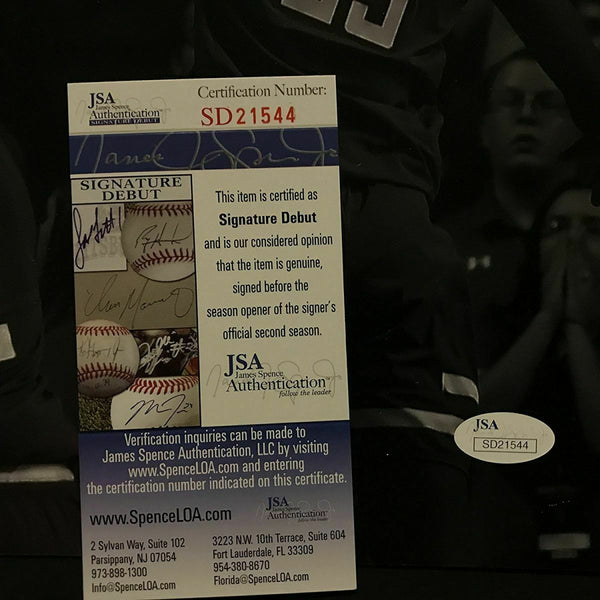 JSA
James Spence
Authentication
SIGNATURE DEBUT
Certification Number:
SD21544
SIGNATURE
DEBUT
This item is certified as
Signature Debut
and is our considered opinion
that the item is genuine,
signed before the
season opener of the signer's
official second season.
JSA
James Spence
Authentication
follow the leader
Verification inquiries can be made to
James Spence Authentication, LLC by visiting
www.SpenceLOA.com and entering
the certification number indicated on this certificate.
www.SpenceLOA.com
JSA
James Spence
Authentication
follow the leader
2 Sylvan Way, Suite 102
Parsippany, NJ 07054
973-898-1300
Info@SpenceLOA.com
3223 N.W. 10th Terrace, Suite 604
Fort Lauderdale, FL 33309
954-380-8670
Florida@SpenceLOA.com
JSA
SD21544